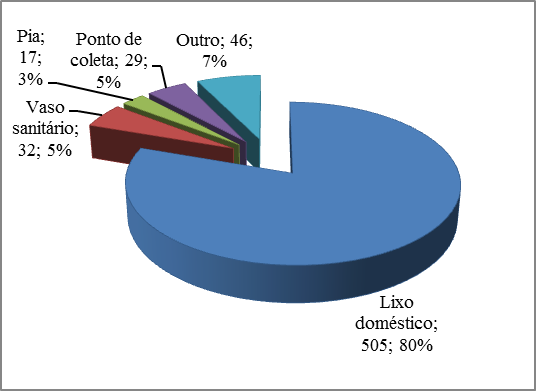 Pia;
17;
3%
Ponto de
coleta; 29;
5%
Outro; 46;
7%
Vaso
sanitário;
32; 5%
Lixo
doméstico;
505; 80%